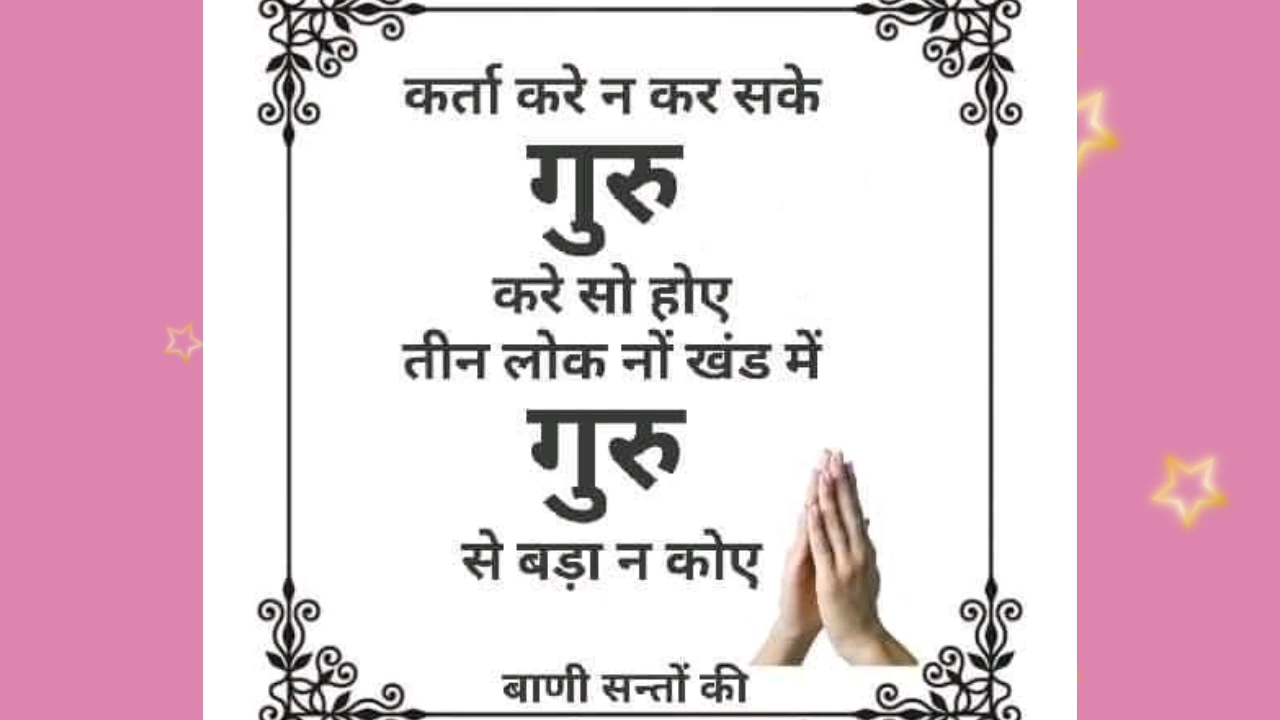 कर्ता करे न कर सके
गुरु
करे सो होए
तीन लोक नों खंड में
गुरु
से बड़ा न कोए
बाणी सन्तों की